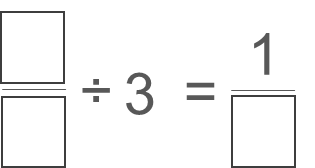 □/□ ÷ 3 = 1/□